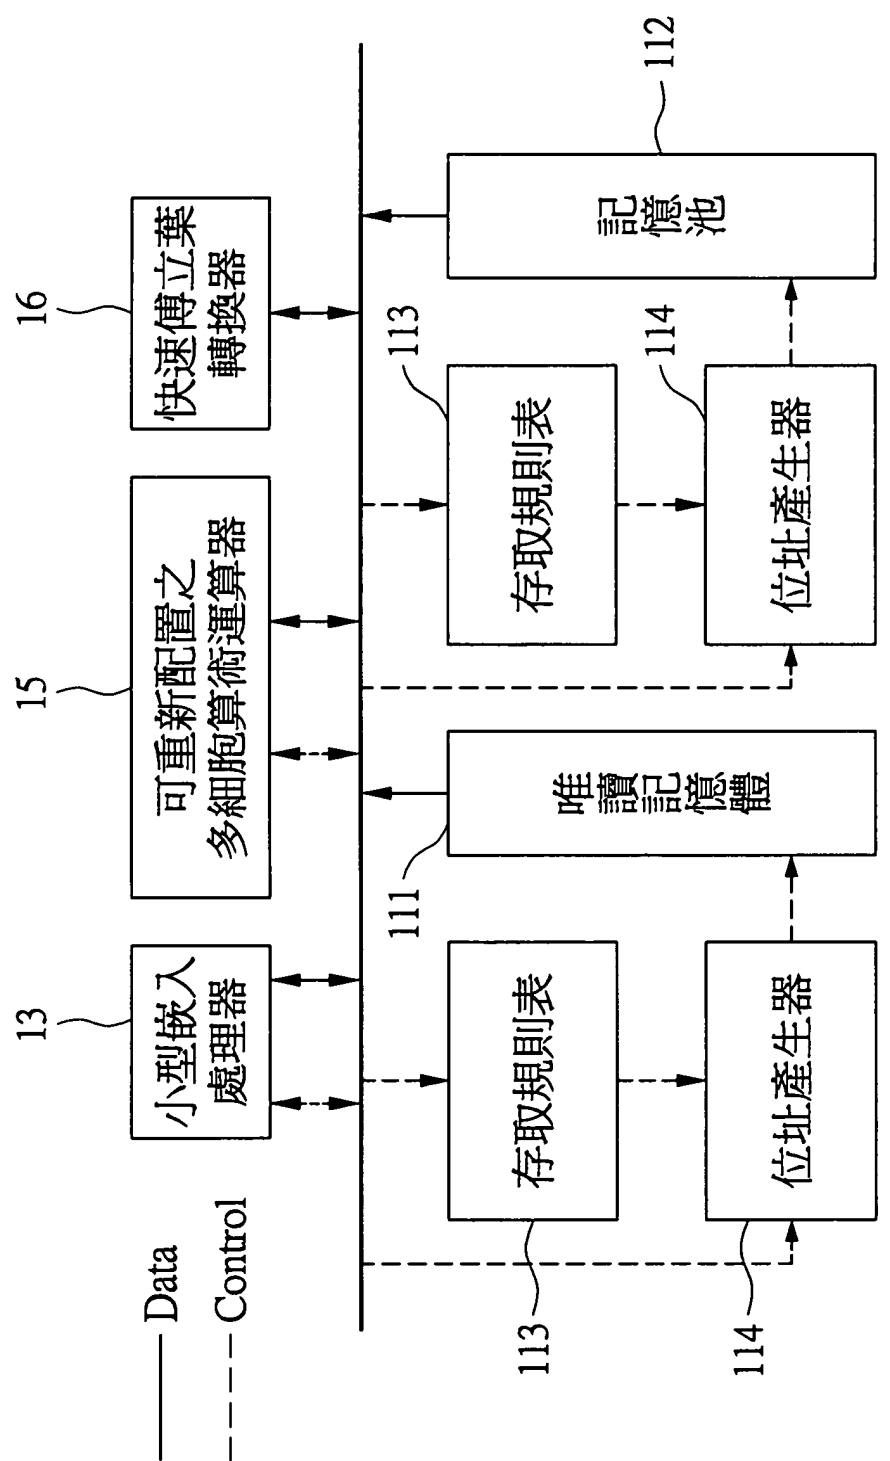 Data
Control
13
15
16
小型嵌入
處理器
可重新配置之
多細胞算術運算器
快速傅立葉
轉換器
113
存取規則表
114
位址產生器
111
唯讀記憶體
113
存取規則表
114
位址產生器
112
記憶池